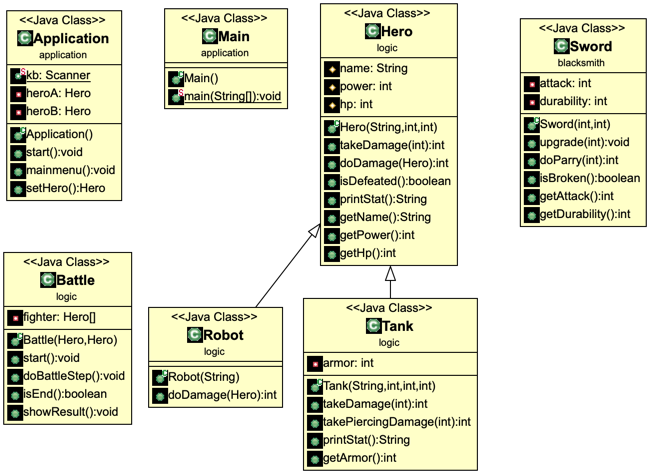 <<Java Class>>
Application
application
kb: Scanner
heroA: Hero
heroB: Hero
Application()
start():void
mainmenu():void
setHero():Hero
<<Java Class>>
Main
application
Main()
main(String[]):void
<<Java Class>>
Hero
logic
name: String
power: int
hp: int
Hero(String,int,int)
takeDamage(int):int
doDamage(Hero):int
isDefeated():boolean
printStat():String
getName():String
getPower():int
getHp():int
<<Java Class>>
Sword
blacksmith
attack: int
durability: int
Sword(int,int)
upgrade(int):void
doParry(int):int
isBroken():boolean
getAttack():int
getDurability():int
<<Java Class>>
Battle
logic
fighter: Hero[]
Battle(Hero,Hero)
start():void
doBattleStep():void
isEnd():boolean
showResult():void
<<Java Class>>
Robot
logic
Robot(String)
doDamage(Hero):int
<<Java Class>>
Tank
logic
armor: int
Tank(String,int,int,int)
takeDamage(int):int
takePiercingDamage(int):int
printStat():String
getArmor():int